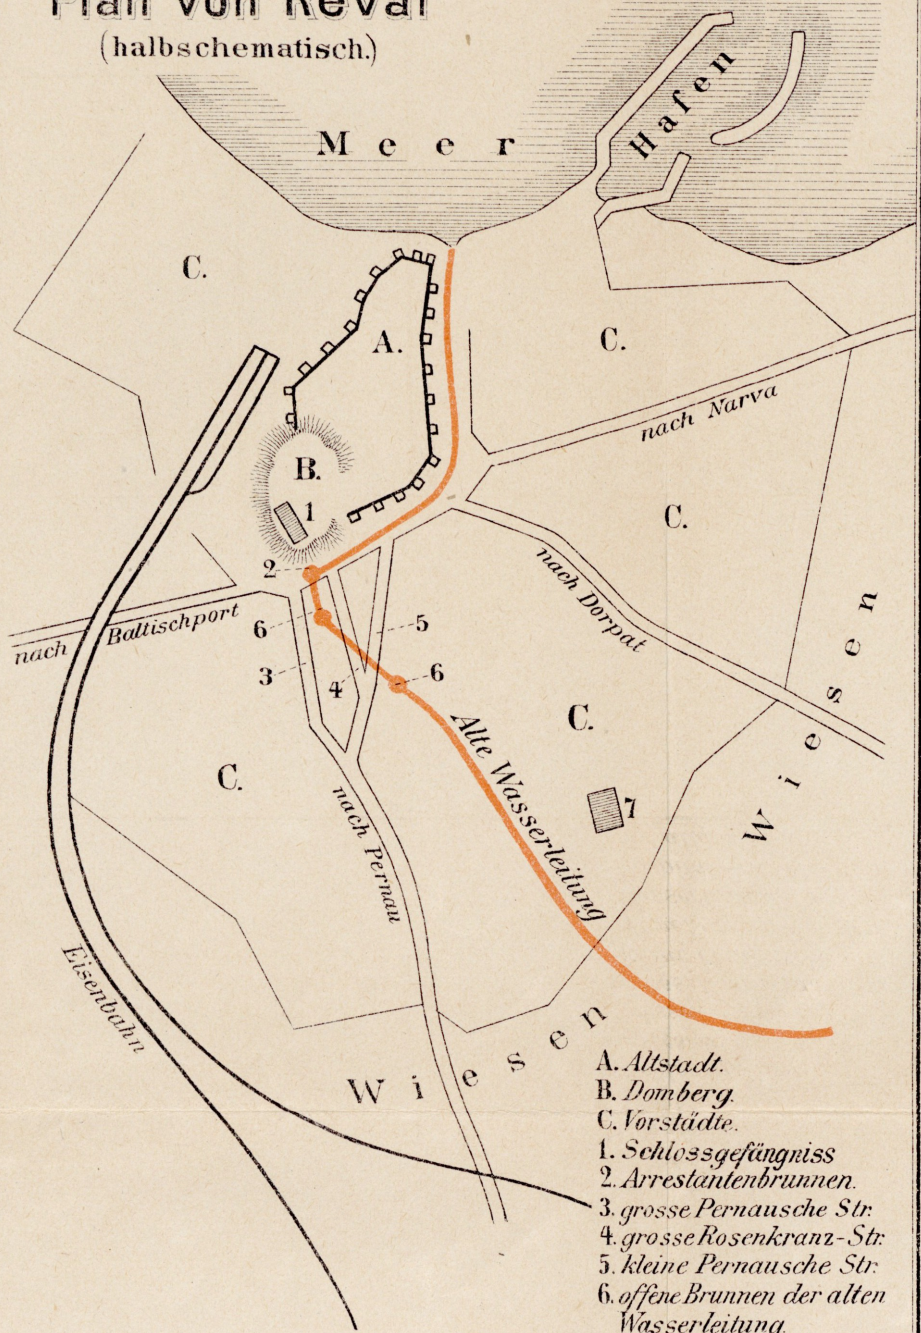 Plan von Reval
(halbschematisch.)
Meer
Hafen
C.
A.
C.
nach Narva
B.
1
C.
2
nach Dorpat
nach Baltischport
6
5
3
4
6
Wiesen
C.
Alte Wasserleitung
C.
7
nach Pernau
Eisenbahn
Wiesen
A. Altstadt.
B. Domberg.
C. Vorstädte.
1. Schlossgefängniss
2. Arrestantenbrunnen.
3. grosse Pernausche Str.
4. grosse Rosenkranz-Str.
5. kleine Pernausche Str.
6. offene Brunnen der alten
Wasserleitung